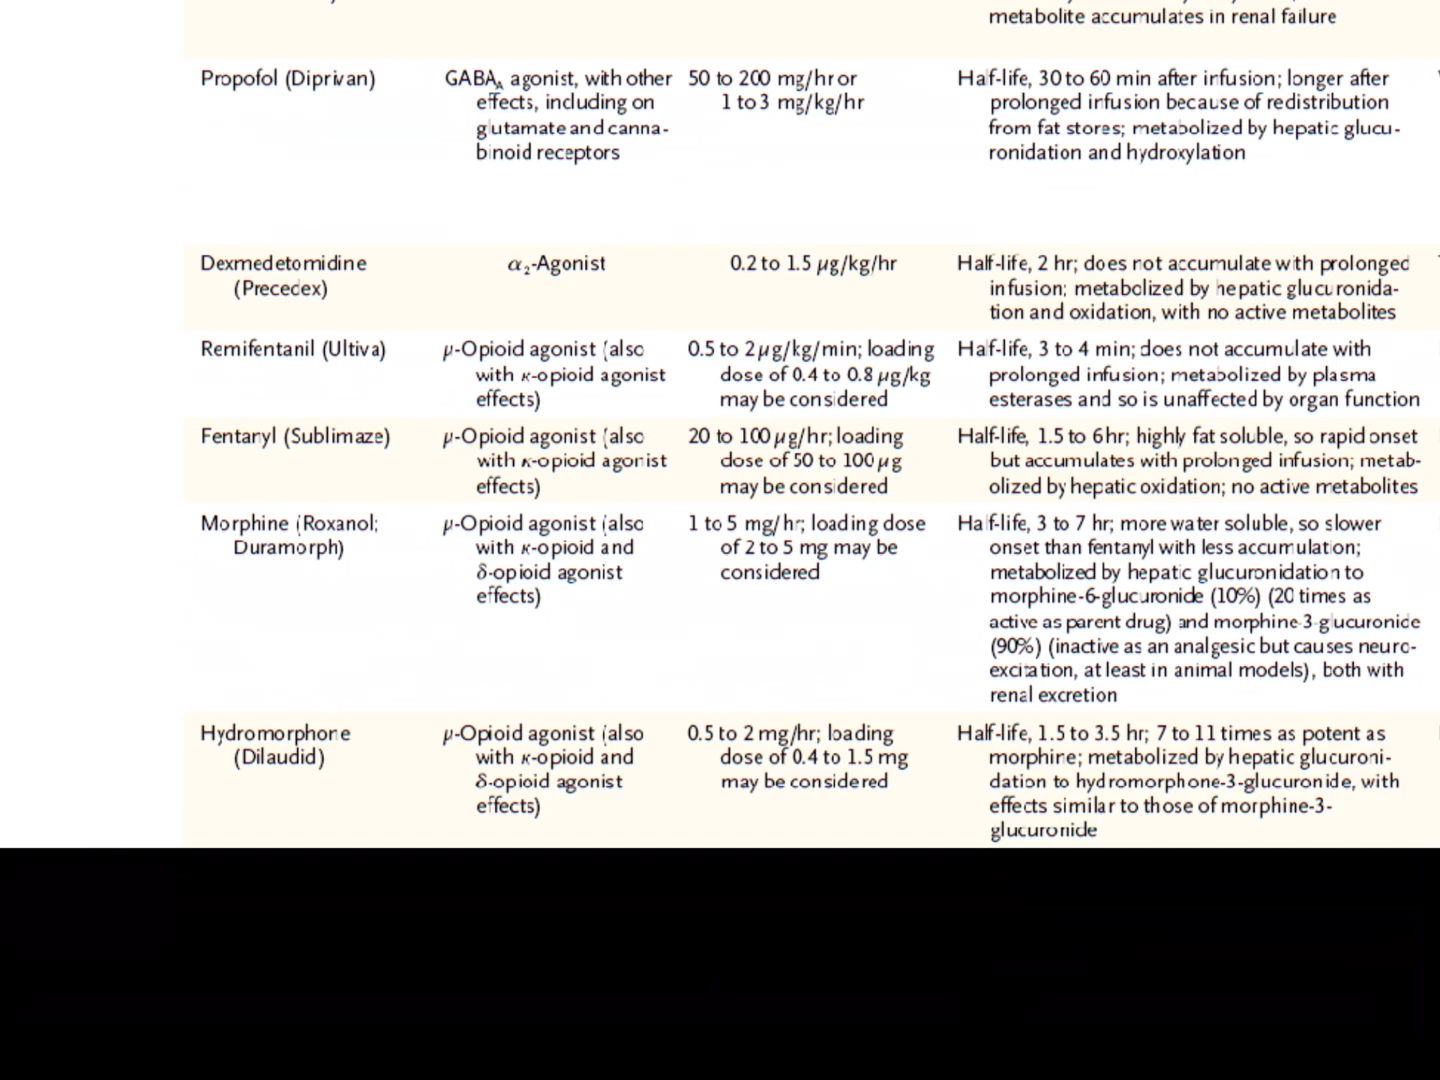 metabolite accumulates in renal failure
Propofol (Diprivan)
GABAA agonist, with other
effects, including on
glutamate and canna-
binoid receptors
50 to 200 mg/hr or
1 to 3 mg/kg/hr
Half-life, 30 to 60 min after infusion; longer after
prolonged infusion because of redistribution
from fat stores; metabolized by hepatic glucu-
ronidation and hydroxylation
Dexmedetomidine
(Precedex)
α2-Agonist
0.2 to 1.5 μg/kg/hr
Half-life, 2 hr; does not accumulate with prolonged
infusion; metabolized by hepatic glucuronida-
tion and oxidation, with no active metabolites
Remifentanil (Ultiva)
μ-Opioid agonist (also
with κ-opioid agonist
effects)
0.5 to 2 μg/kg/min; loading
dose of 0.4 to 0.8 μg/kg
may be considered
Half-life, 3 to 4 min; does not accumulate with
prolonged infusion; metabolized by plasma
esterases and so is unaffected by organ function
Fentanyl (Sublimaze)
μ-Opioid agonist (also
with κ-opioid agonist
effects)
20 to 100 μg/hr; loading
dose of 50 to 100 μg
may be considered
Half-life, 1.5 to 6 hr; highly fat soluble, so rapid onset
but accumulates with prolonged infusion; metab-
olized by hepatic oxidation; no active metabolites
Morphine (Roxanol;
Duramorph)
μ-Opioid agonist (also
with κ-opioid and
δ-opioid agonist
effects)
1 to 5 mg/hr; loading dose
of 2 to 5 mg may be
considered
Half-life, 3 to 7 hr; more water soluble, so slower
onset than fentanyl with less accumulation;
metabolized by hepatic glucuronidation to
morphine-6-glucuronide (10%) (20 times as
active as parent drug) and morphine-3-glucuronide
(90%) (inactive as an analgesic but causes neuro-
excitation, at least in animal models), both with
renal excretion
Hydromorphone
(Dilaudid)
μ-Opioid agonist (also
with κ-opioid and
δ-opioid agonist
effects)
0.5 to 2 mg/hr; loading
dose of 0.4 to 1.5 mg
may be considered
Half-life, 1.5 to 3.5 hr; 7 to 11 times as potent as
morphine; metabolized by hepatic glucuroni-
dation to hydromorphone-3-glucuronide, with
effects similar to those of morphine-3-
glucuronide